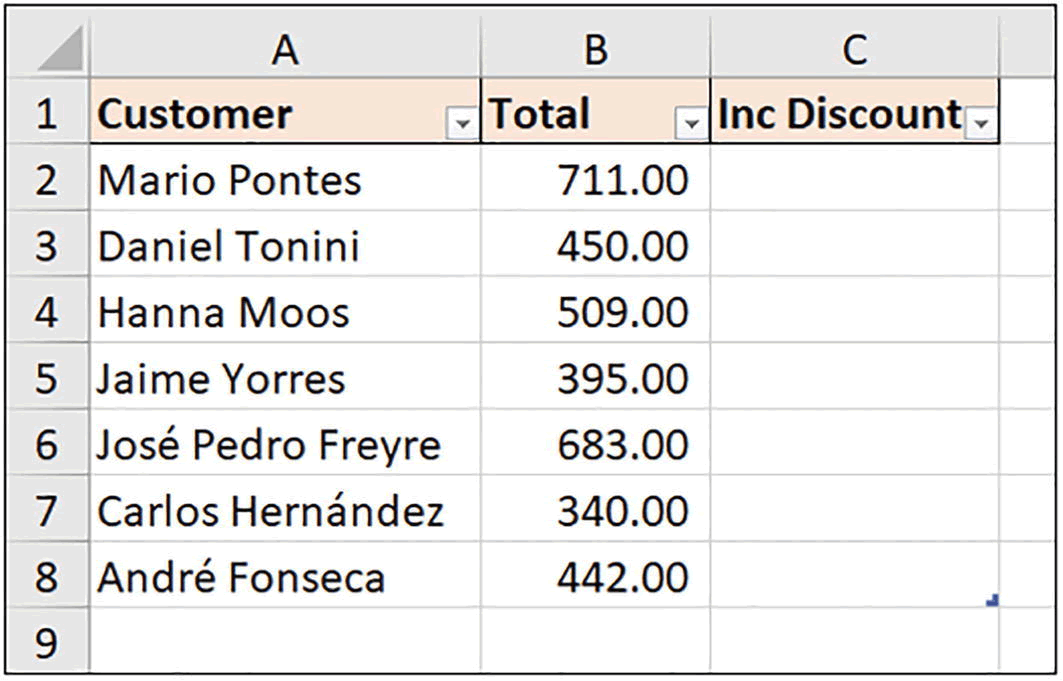 A B C
1 Customer Total Inc Discount
2 Mario Pontes 711.00
3 Daniel Tonini 450.00
4 Hanna Moos 509.00
5 Jaime Yorres 395.00
6 José Pedro Freyre 683.00
7 Carlos Hernández 340.00
8 André Fonseca 442.00
9